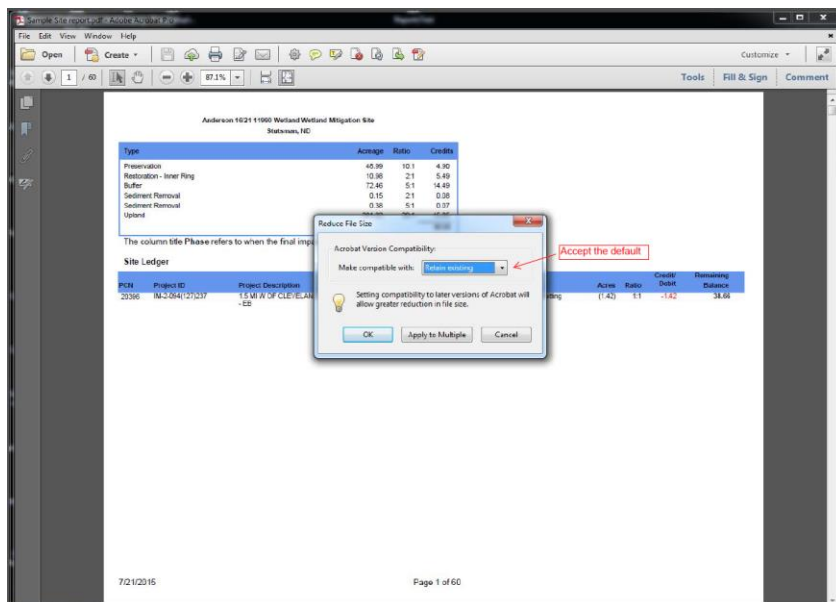 Sample Site report.pdf - Adobe Acrobat Pro
File Edit View Window Help
Open Create Customize
1 / 60 87.1% Tools Fill & Sign Comment
Anderson 16/21 11990 Wetland Wetland Mitigation Site
Stutsman, ND
Type Acreage Ratio Credits
Preservation 48.99 10:1 4.90
Restoration - Inner Ring 10.98 2:1 5.49
Buffer 72.46 5:1 14.49
Sediment Removal 0.15 2:1 0.08
Sediment Removal 0.38 5:1 0.07
Upland
The column title Phase refers to when the final impa
Site Ledger
PCN Project ID Project Description Acres Ratio Credit/ Debit Remaining Balance
20396 IM-2-094(127)237 1.5 MI W OF CLEVELAN (1.42) 1:1 -1.42 38.66
- EB
Reduce File Size
Acrobat Version Compatibility:
Make compatible with: Retain existing
Accept the default
Setting compatibility to later versions of Acrobat will
allow greater reduction in file size.
OK Apply to Multiple Cancel
7/21/2015 Page 1 of 60